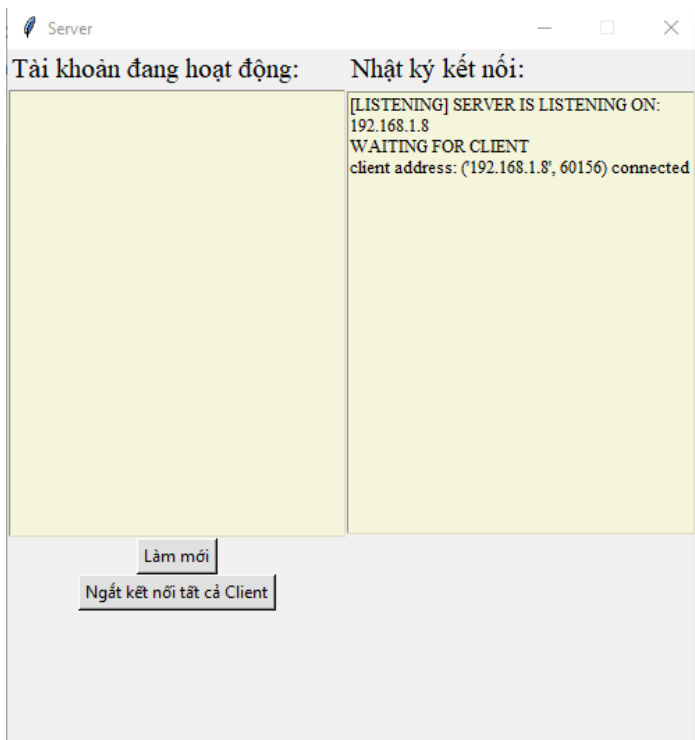 Server
Tài khoản đang hoạt động:
Nhật ký kết nối:
[LISTENING] SERVER IS LISTENING ON:
192.168.1.8
WAITING FOR CLIENT
client address: ('192.168.1.8', 60156) connected
Làm mới
Ngắt kết nối tất cả Client